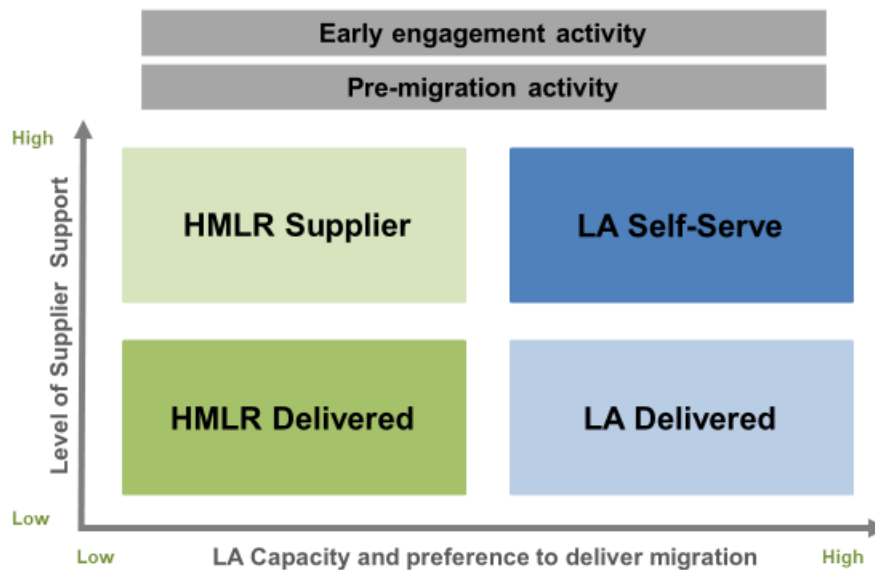 Early engagement activity
Pre-migration activity
High
Level of Supplier Support
HMLR Supplier
LA Self-Serve
HMLR Delivered
LA Delivered
Low
Low
LA Capacity and preference to deliver migration
High